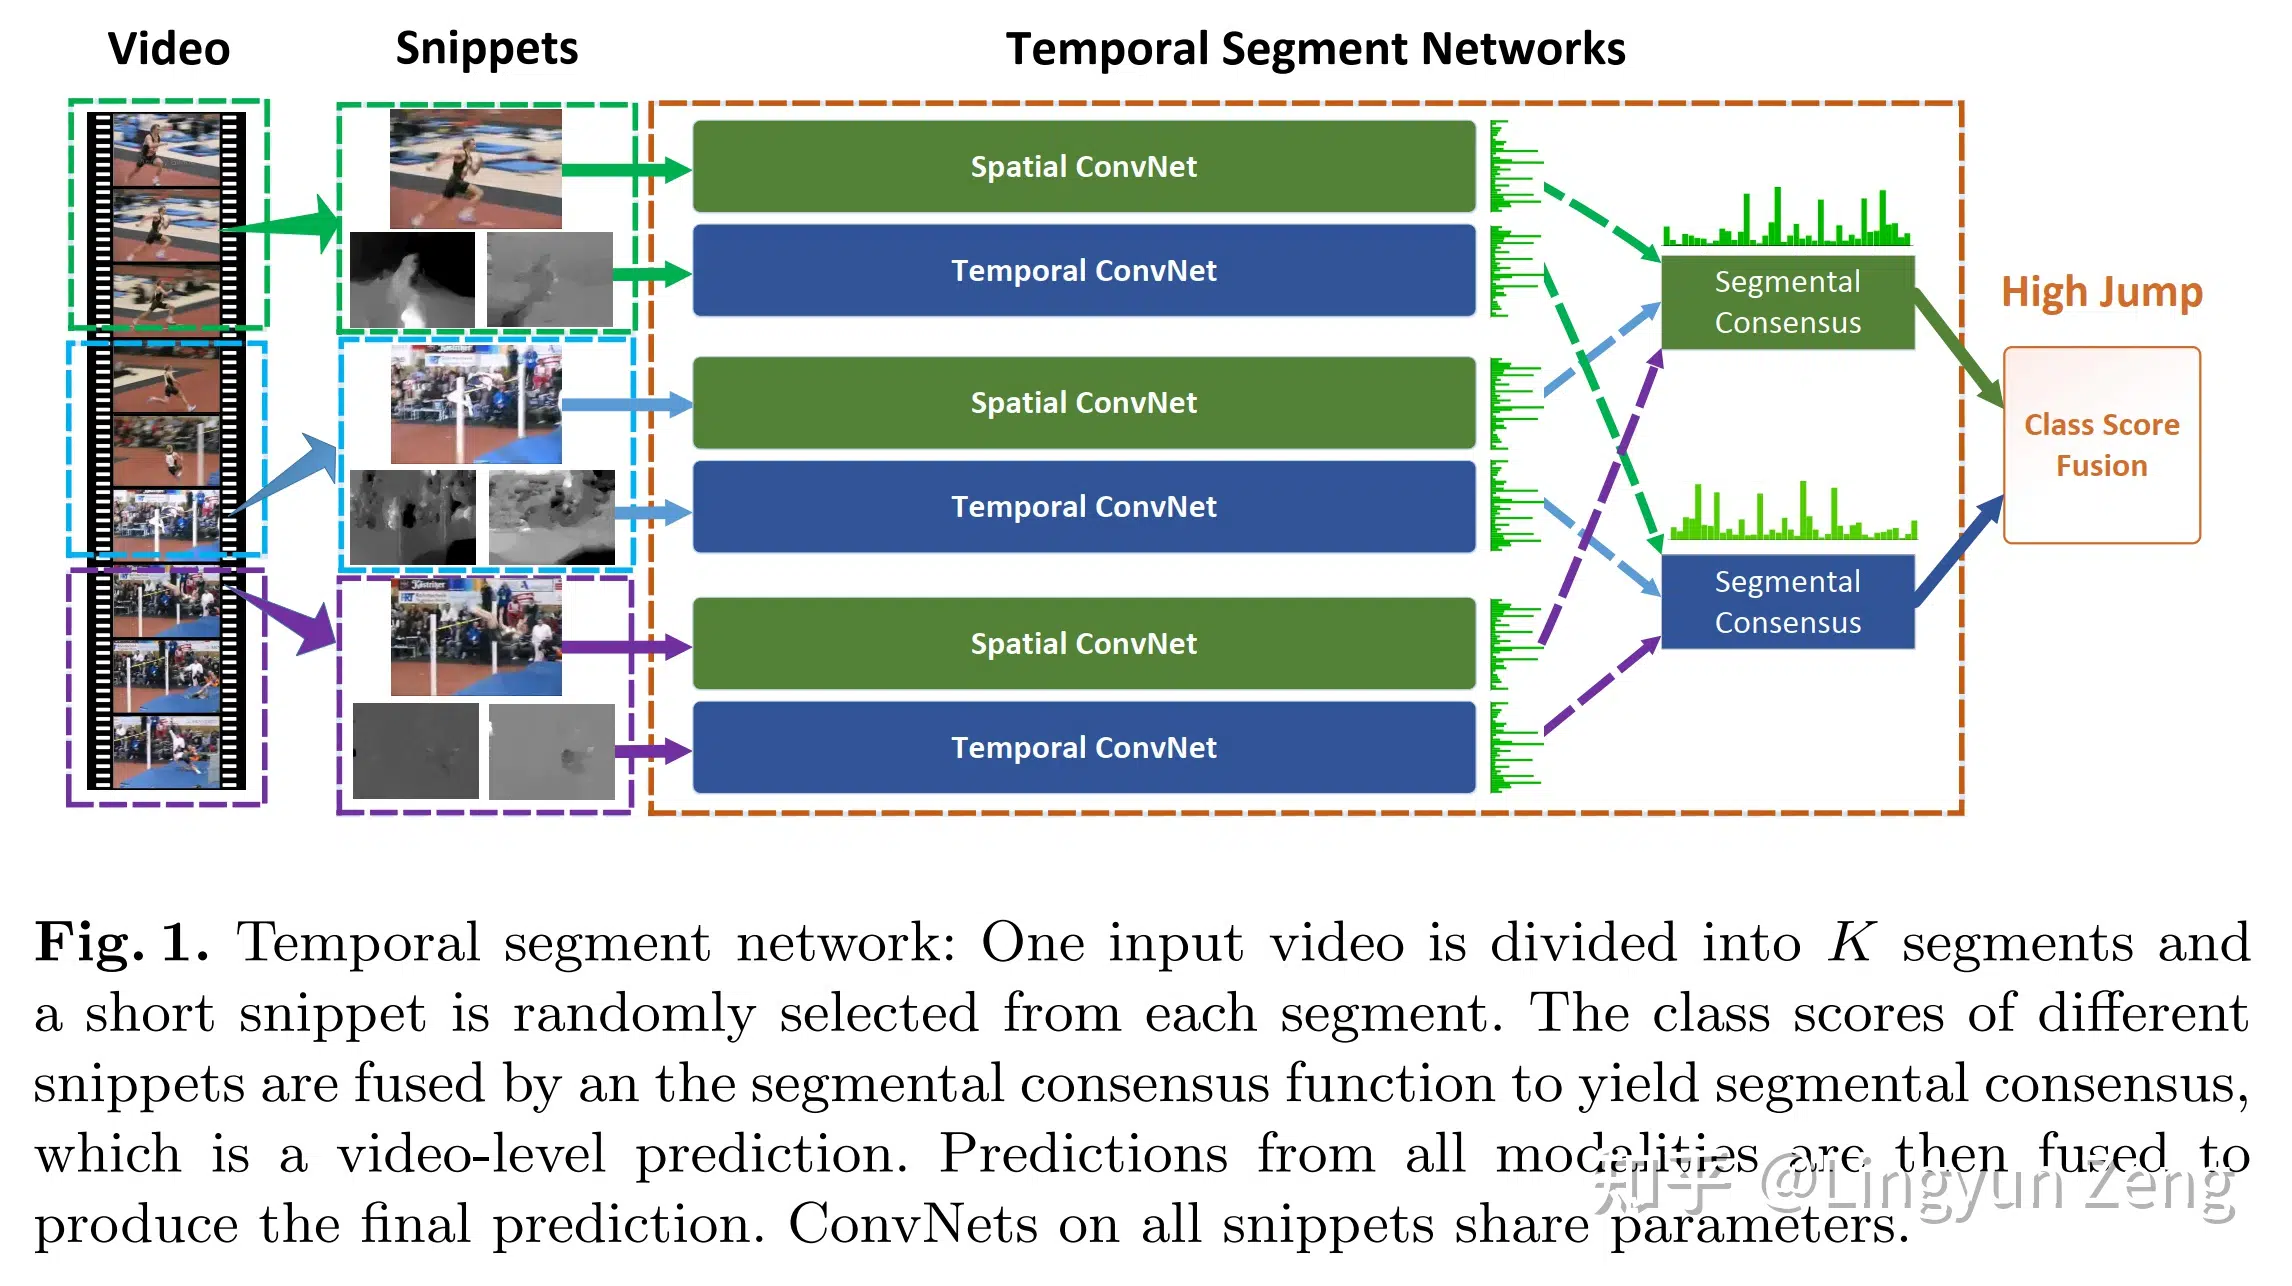 Video
Snippets
Temporal Segment Networks
Spatial ConvNet
Temporal ConvNet
Spatial ConvNet
Temporal ConvNet
Spatial ConvNet
Temporal ConvNet
Segmental
Consensus
Segmental
Consensus
High Jump
Class Score
Fusion
Fig. 1. Temporal segment network: One input video is divided into K segments and
a short snippet is randomly selected from each segment. The class scores of different
snippets are fused by an the segmental consensus function to yield segmental consensus,
which is a video-level prediction. Predictions from all modalities are then fused to
produce the final prediction. ConvNets on all snippets share parameters.
知乎 @Lingyun Zeng